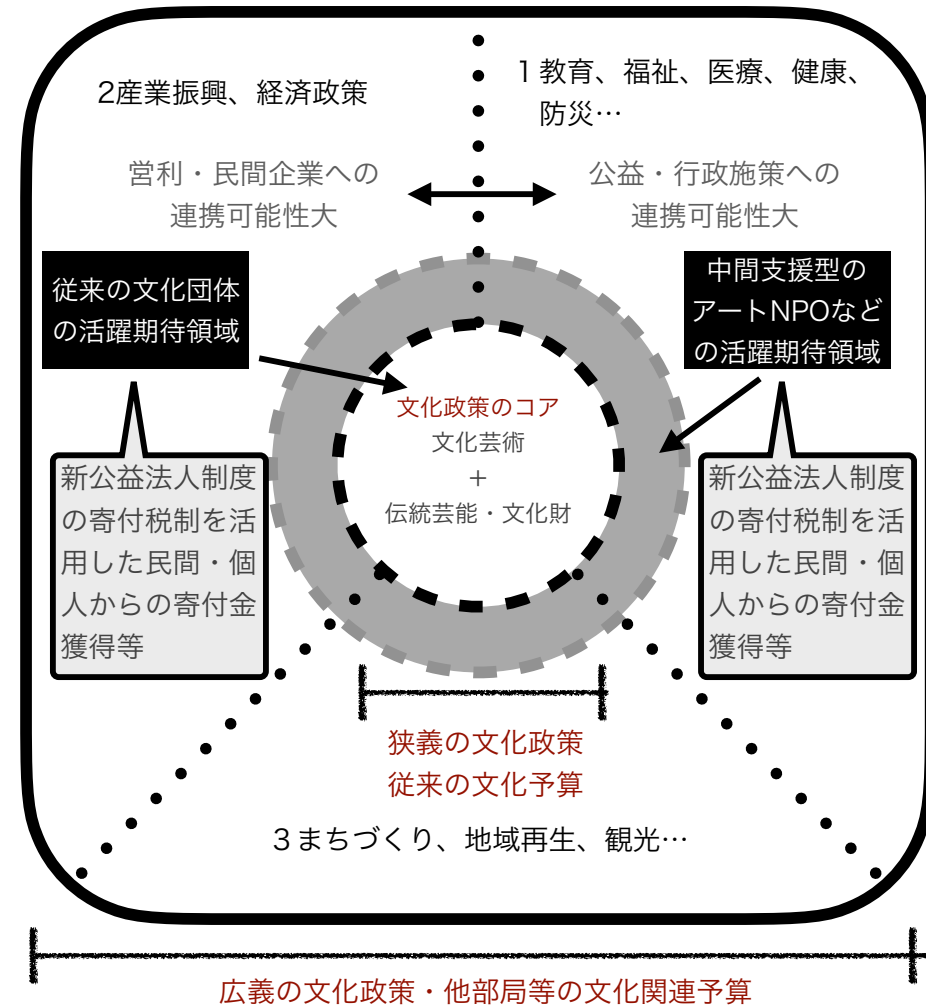 2産業振興、経済政策
1教育、福祉、医療、健康、
防災…
営利・民間企業への
連携可能性大
公益・行政施策への
連携可能性大
従来の文化団体
の活躍期待領域
中間支援型の
アートNPOなど
の活躍期待領域
文化政策のコア
文化芸術
+
伝統芸能・文化財
新公益法人制度
の寄付税制を活
用した民間・個
人からの寄付金
獲得等
新公益法人制度
の寄付税制を活
用した民間・個
人からの寄付金
獲得等
狭義の文化政策
従来の文化予算
3まちづくり、地域再生、観光…
広義の文化政策・他部局等の文化関連予算